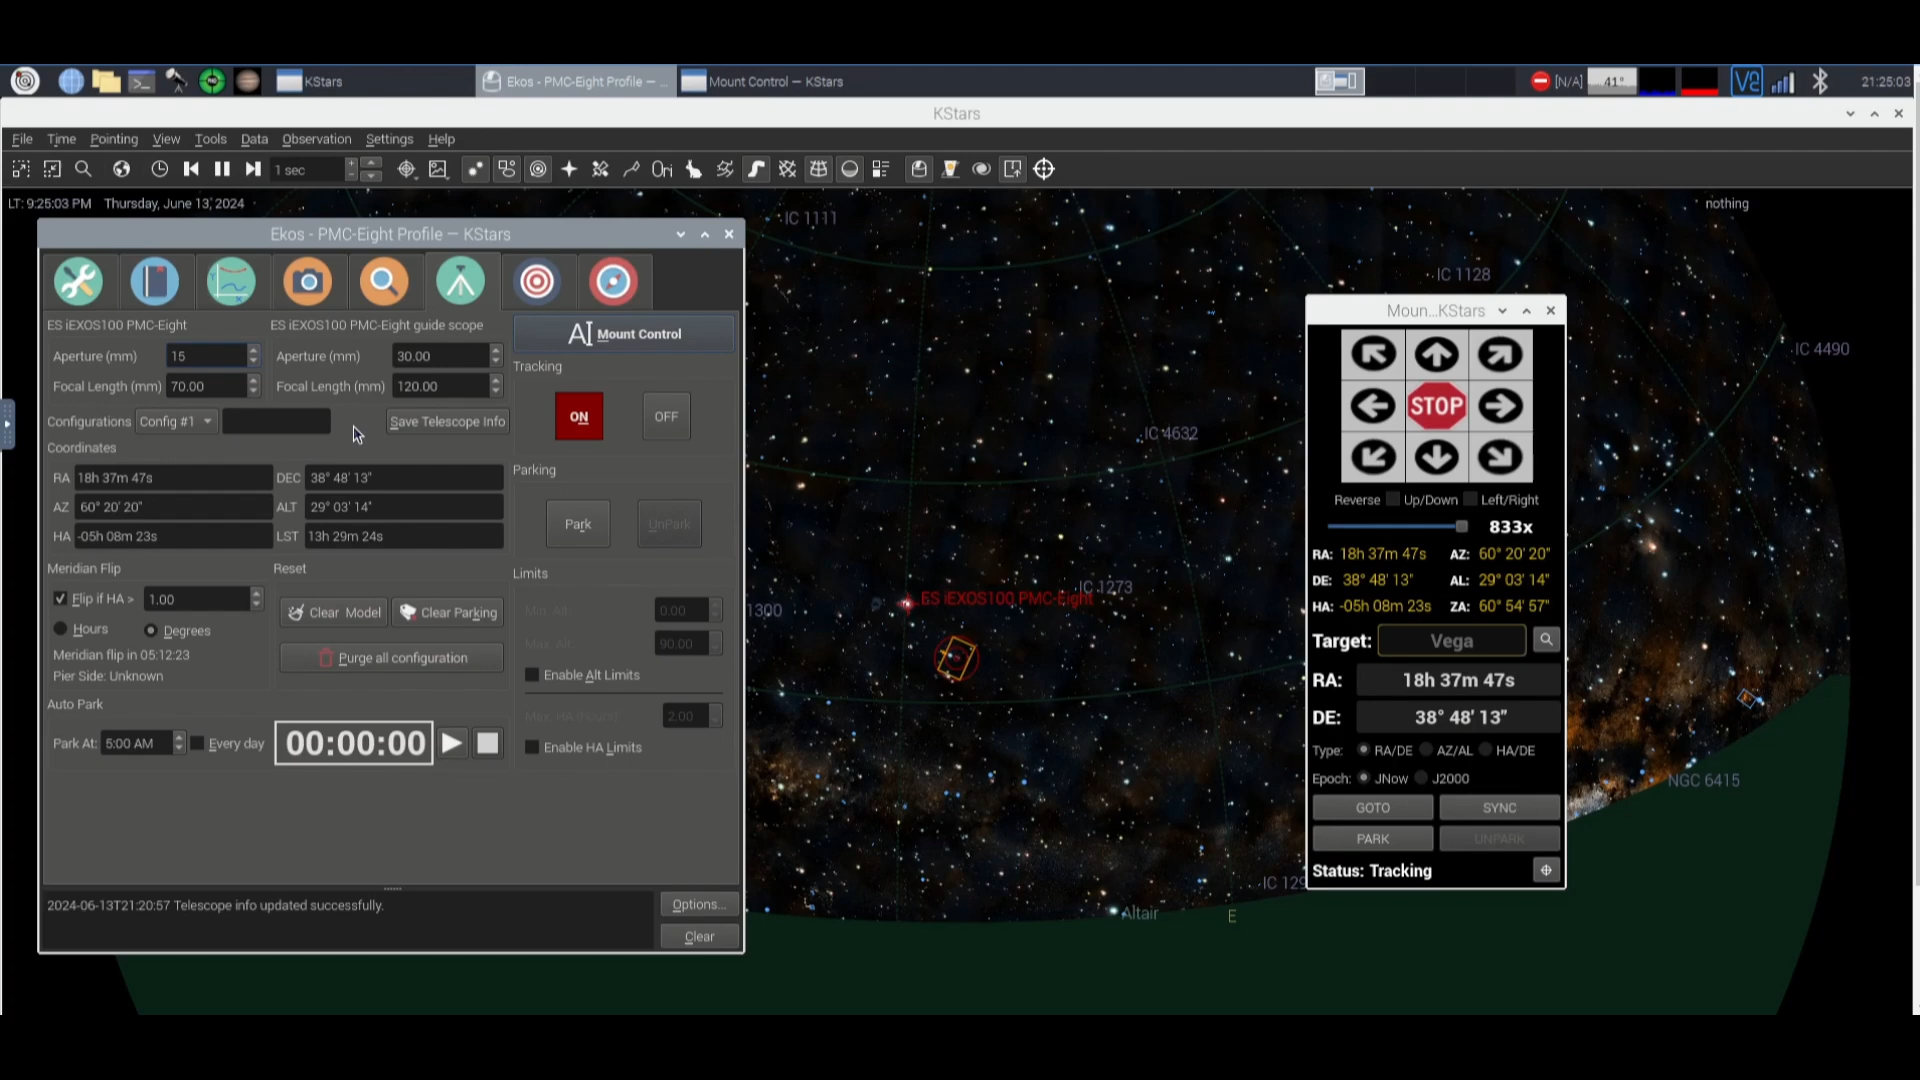 KStars
Ekos - PMC-Eight Profile — ...
Mount Control — KStars
[N/A]
41°
21:25:03
KStars
File Time Pointing View Tools Data Observation Settings Help
1 sec
Ori
LT: 9:25:03 PM Thursday, June 13, 2024
nothing
IC 1111
IC 1128
IC 4490
IC 4632
IC 1273
ES iEXOS100 PMC-Eight
1300
NGC 6415
IC 129
Altair
E
Ekos - PMC-Eight Profile — KStars
ES iEXOS100 PMC-Eight
ES iEXOS100 PMC-Eight guide scope
Aperture (mm) 15
Aperture (mm) 30.00
Focal Length (mm) 70.00
Focal Length (mm) 120.00
Configurations Config #1
Save Telescope Info
Coordinates
RA 18h 37m 47s DEC 38° 48' 13"
AZ 60° 20' 20" ALT 29° 03' 14"
HA -05h 08m 23s LST 13h 29m 24s
Meridian Flip
Flip if HA > 1.00
Hours Degrees
Meridian flip in 05:12:23
Pier Side: Unknown
Reset
Clear Model Clear Parking
Purge all configuration
Auto Park
Park At: 5:00 AM Every day 00:00:00
Mount Control
Tracking
ON OFF
Parking
Park UnPark
Limits
Min. Alt. 0.00
Max. Alt. 90.00
Enable Alt Limits
Max. HA (hours) 2.00
Enable HA Limits
2024-06-13T21:20:57 Telescope info updated successfully.
Options...
Clear
Moun...KStars
STOP
Reverse Up/Down Left/Right
833x
RA: 18h 37m 47s AZ: 60° 20' 20"
DE: 38° 48' 13" AL: 29° 03' 14"
HA: -05h 08m 23s ZA: 60° 54' 57"
Target: Vega
RA: 18h 37m 47s
DE: 38° 48' 13"
Type: RA/DE AZ/AL HA/DE
Epoch: JNow J2000
GOTO SYNC
PARK UNPARK
Status: Tracking